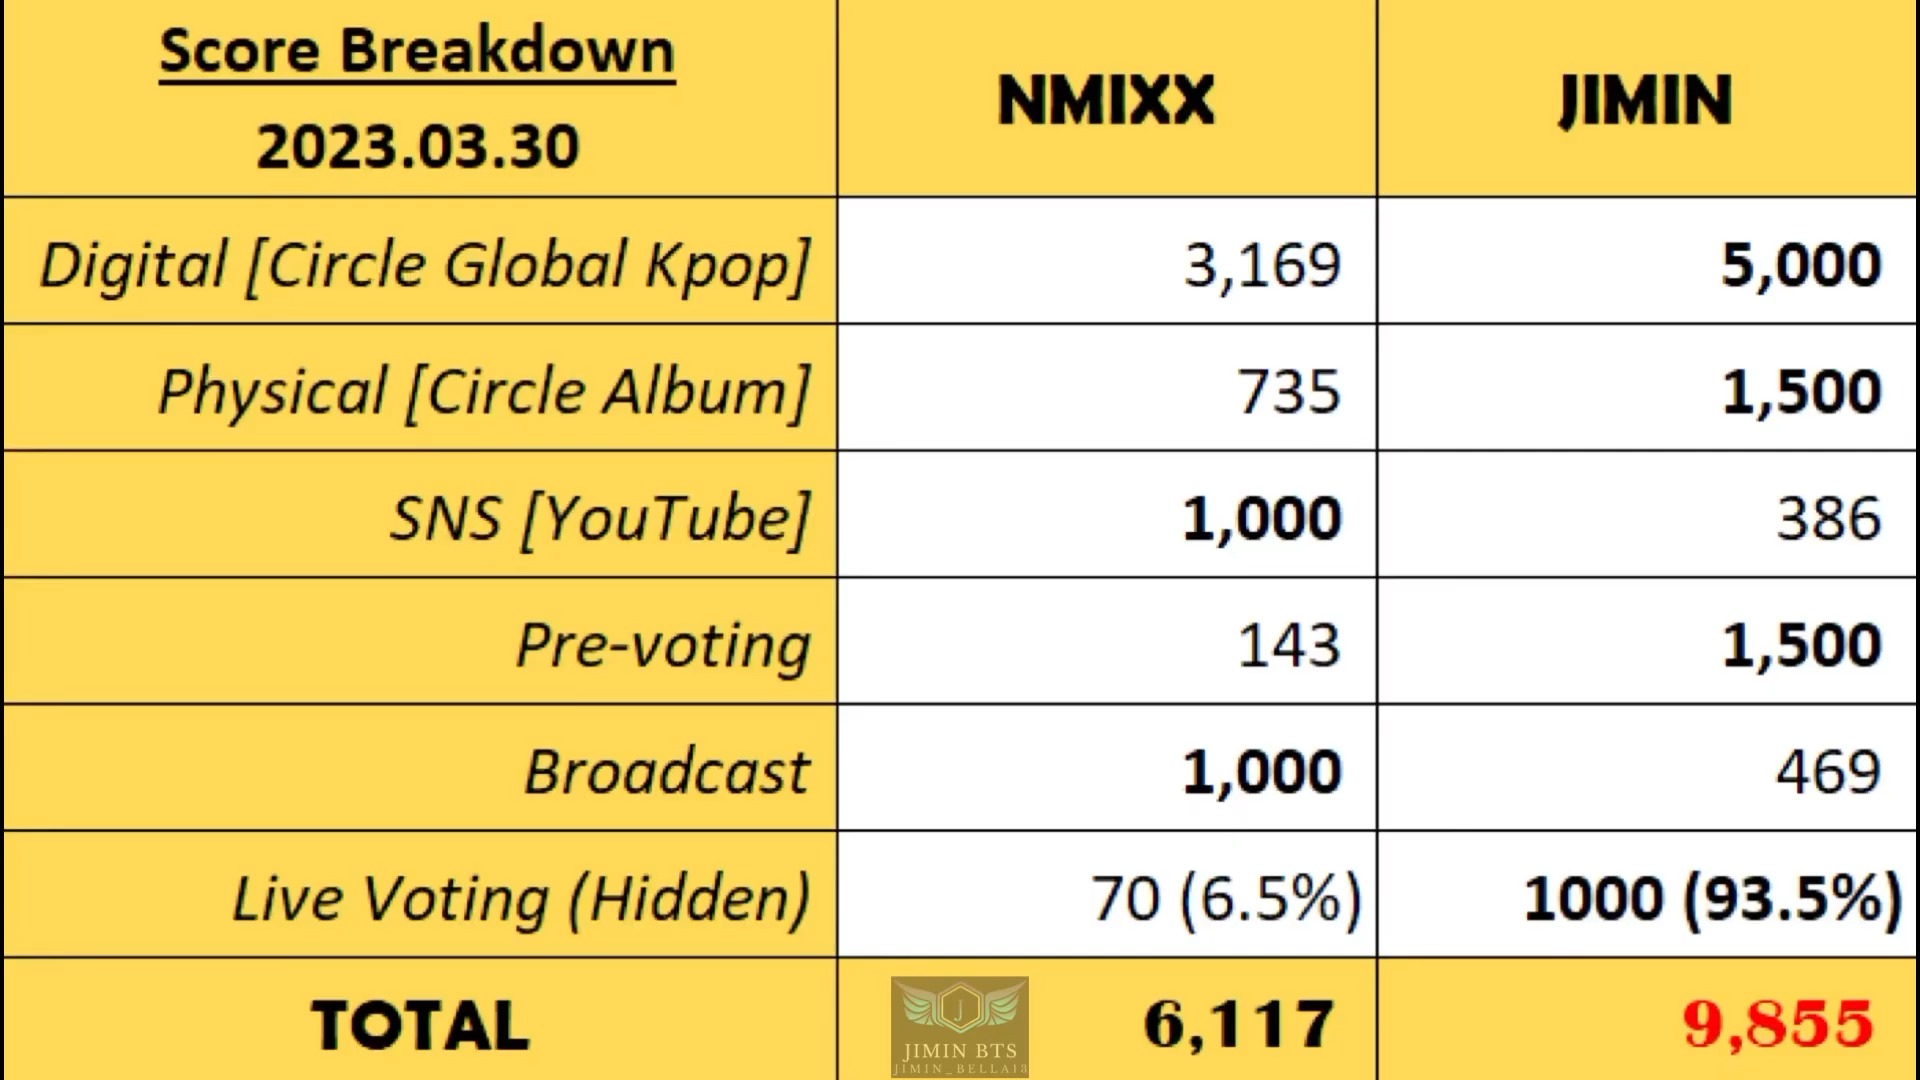 Score Breakdown
2023.03.30
NMIXX
JIMIN
Digital [Circle Global Kpop] 3,169 5,000
Physical [Circle Album] 735 1,500
SNS [YouTube] 1,000 386
Pre-voting 143 1,500
Broadcast 1,000 469
Live Voting (Hidden) 70 (6.5%) 1000 (93.5%)
TOTAL 6,117 9,855
J
JIMIN BTS
JIMIN_BELLA13